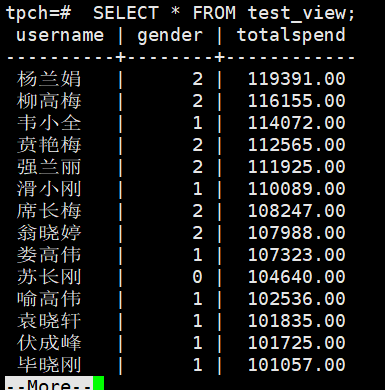 tpch=#  SELECT * FROM test_view;
 username | gender | totalspend
----------+--------+------------
 杨兰娟   |      2 |  119391.00
 柳高梅   |      2 |  116155.00
 韦小全   |      1 |  114072.00
 贲艳梅   |      2 |  112565.00
 强兰丽   |      2 |  111925.00
 滑小刚   |      1 |  110089.00
 席长梅   |      2 |  108247.00
 翁晓婷   |      2 |  107988.00
 娄高伟   |      1 |  107323.00
 苏长刚   |      0 |  104640.00
 喻高伟   |      1 |  102536.00
 袁晓轩   |      1 |  101835.00
 伏成峰   |      1 |  101725.00
 毕晓刚   |      1 |  101057.00
--More--